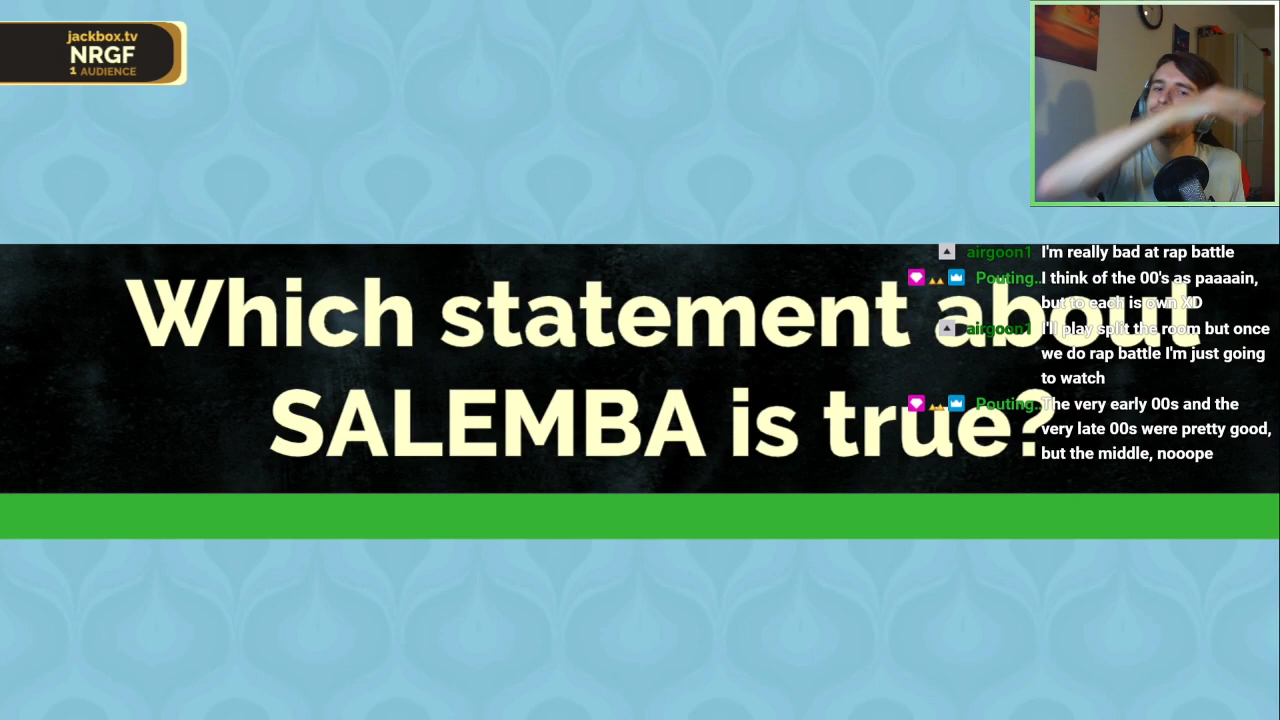 jackbox.tv
NRGF
1 AUDIENCE
Which statement about
SALEMBA is true?
airgoon1 I'm really bad at rap battle
Pouting.. I think of the 00's as paaaain,
but to each is own XD
airgoon1 I'll play split the room but once
we do rap battle I'm just going
to watch
Pouting.. The very early 00s and the
very late 00s were pretty good,
but the middle, nooope